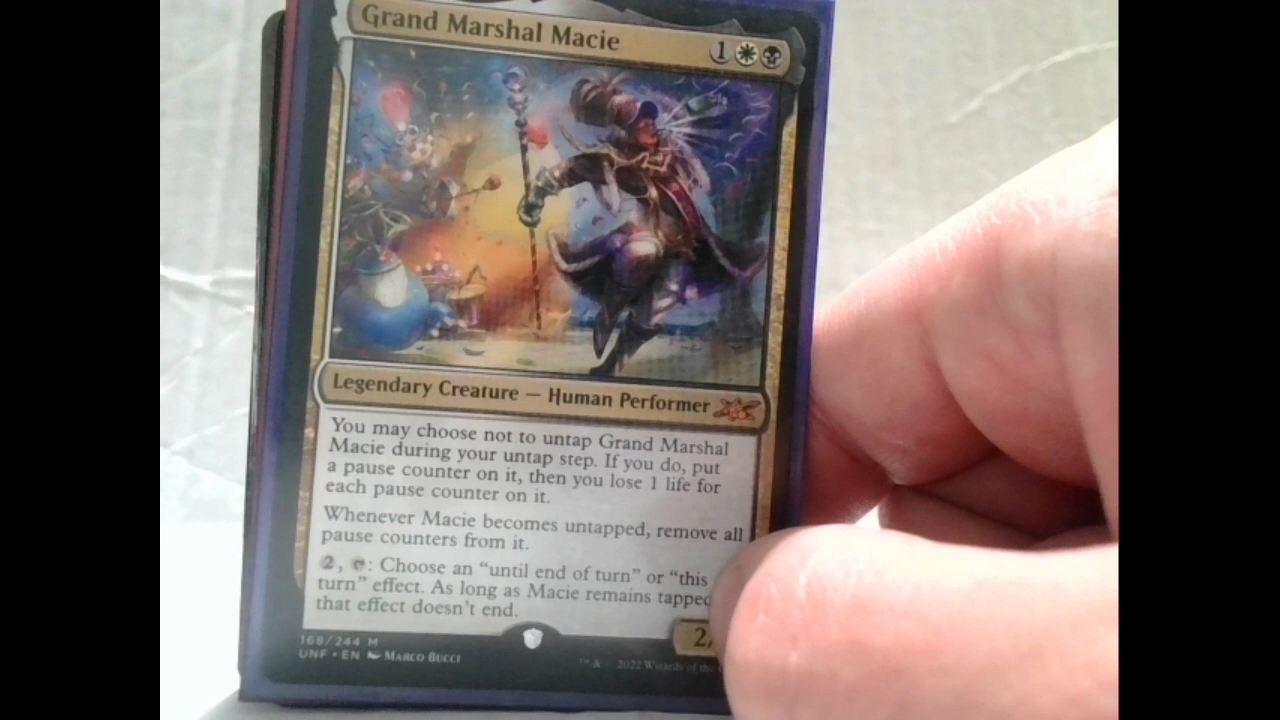 Grand Marshal Macie
1
Legendary Creature — Human Performer
You may choose not to untap Grand Marshal
Macie during your untap step. If you do, put
a pause counter on it, then you lose 1 life for
each pause counter on it.
Whenever Macie becomes untapped, remove all
pause counters from it.
2, : Choose an “until end of turn” or “this
turn” effect. As long as Macie remains tapped
that effect doesn't end.
2/
168/244 M
UNF • EN Marco Bucci
™ & © 2022 Wizards of the